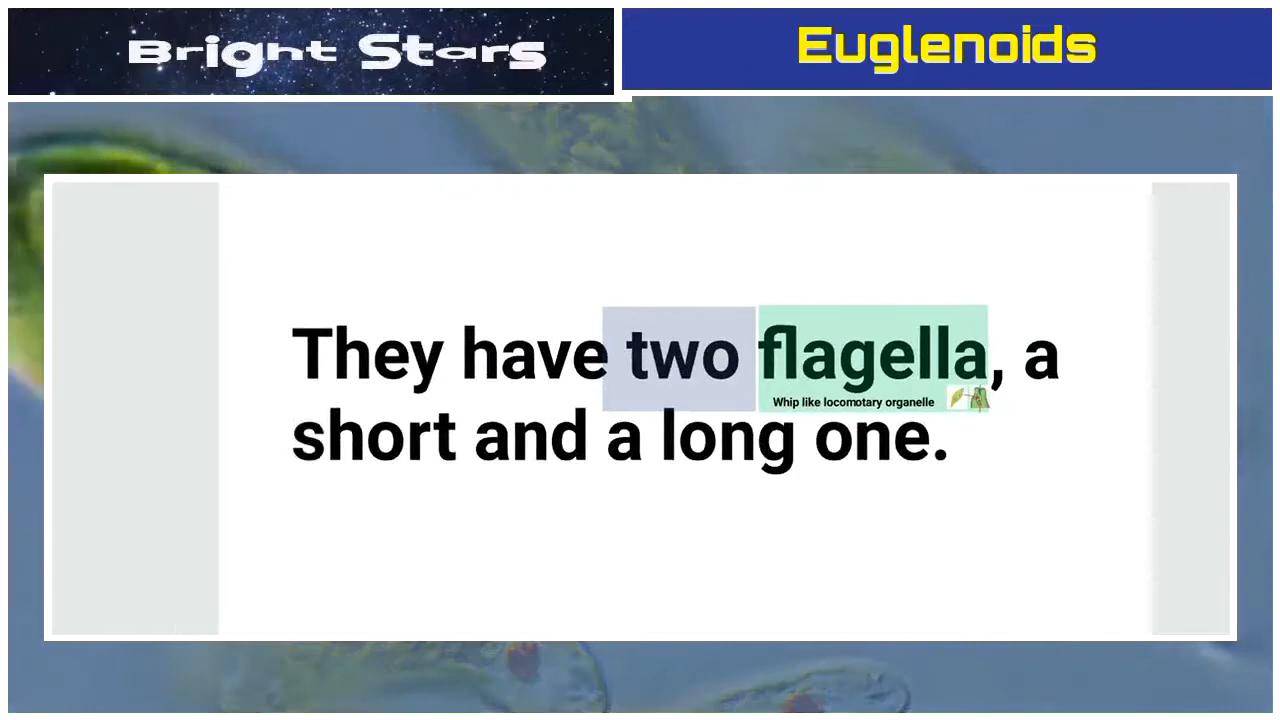 Bright Stars
Euglenoids
They have two flagella, a
Whip like locomotary organelle
short and a long one.